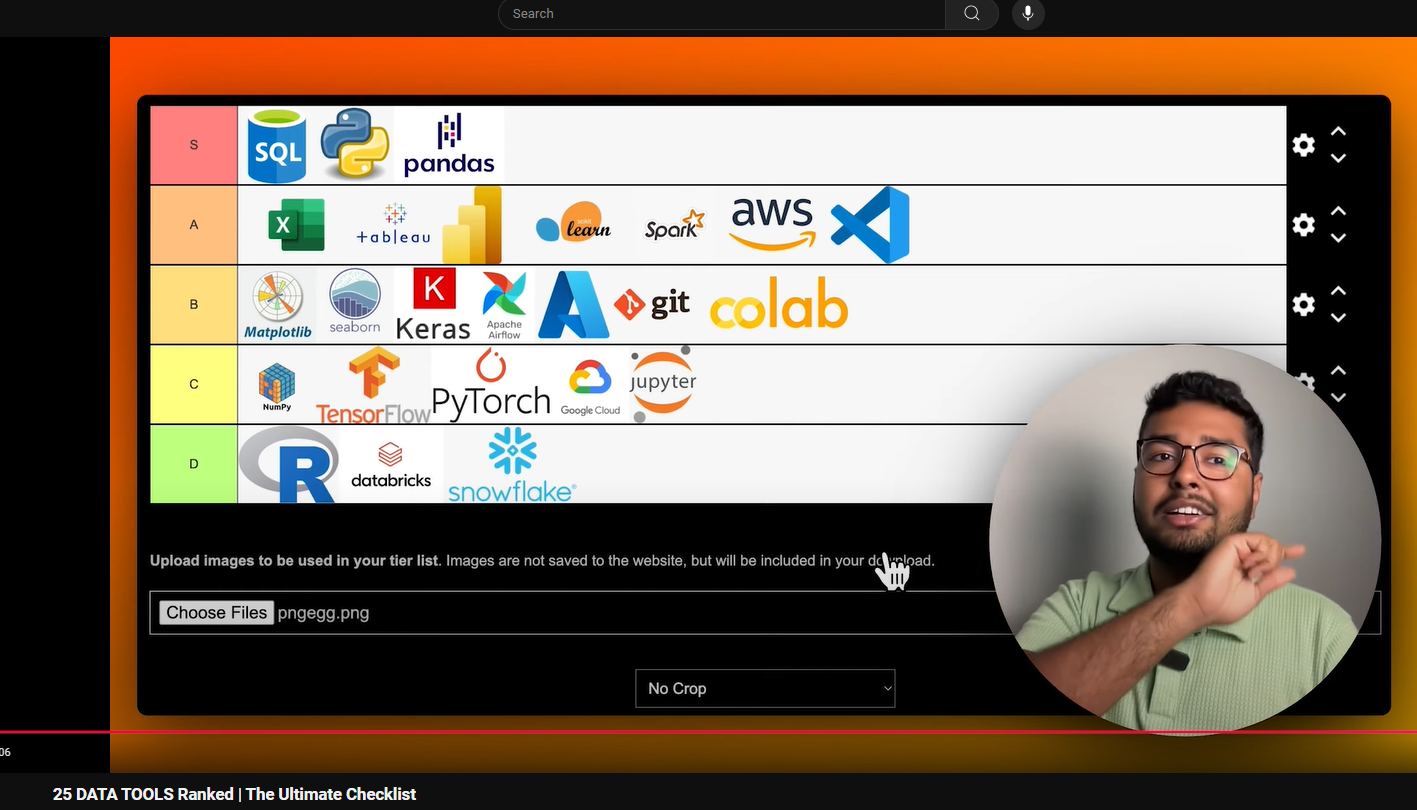 Search
S
SQL
pandas
A
X
+ a b l e a u
scikit
learn
Spark
aws
B
Matplotlib
seaborn
K
Keras
Apache
Airflow
git
colab
C
NumPy
TensorFlow
PyTorch
Google Cloud
jupyter
D
R
databricks
snowflake®
Upload images to be used in your tier list. Images are not saved to the website, but will be included in your download.
Choose Files pngegg.png
No Crop
06
25 DATA TOOLS Ranked | The Ultimate Checklist